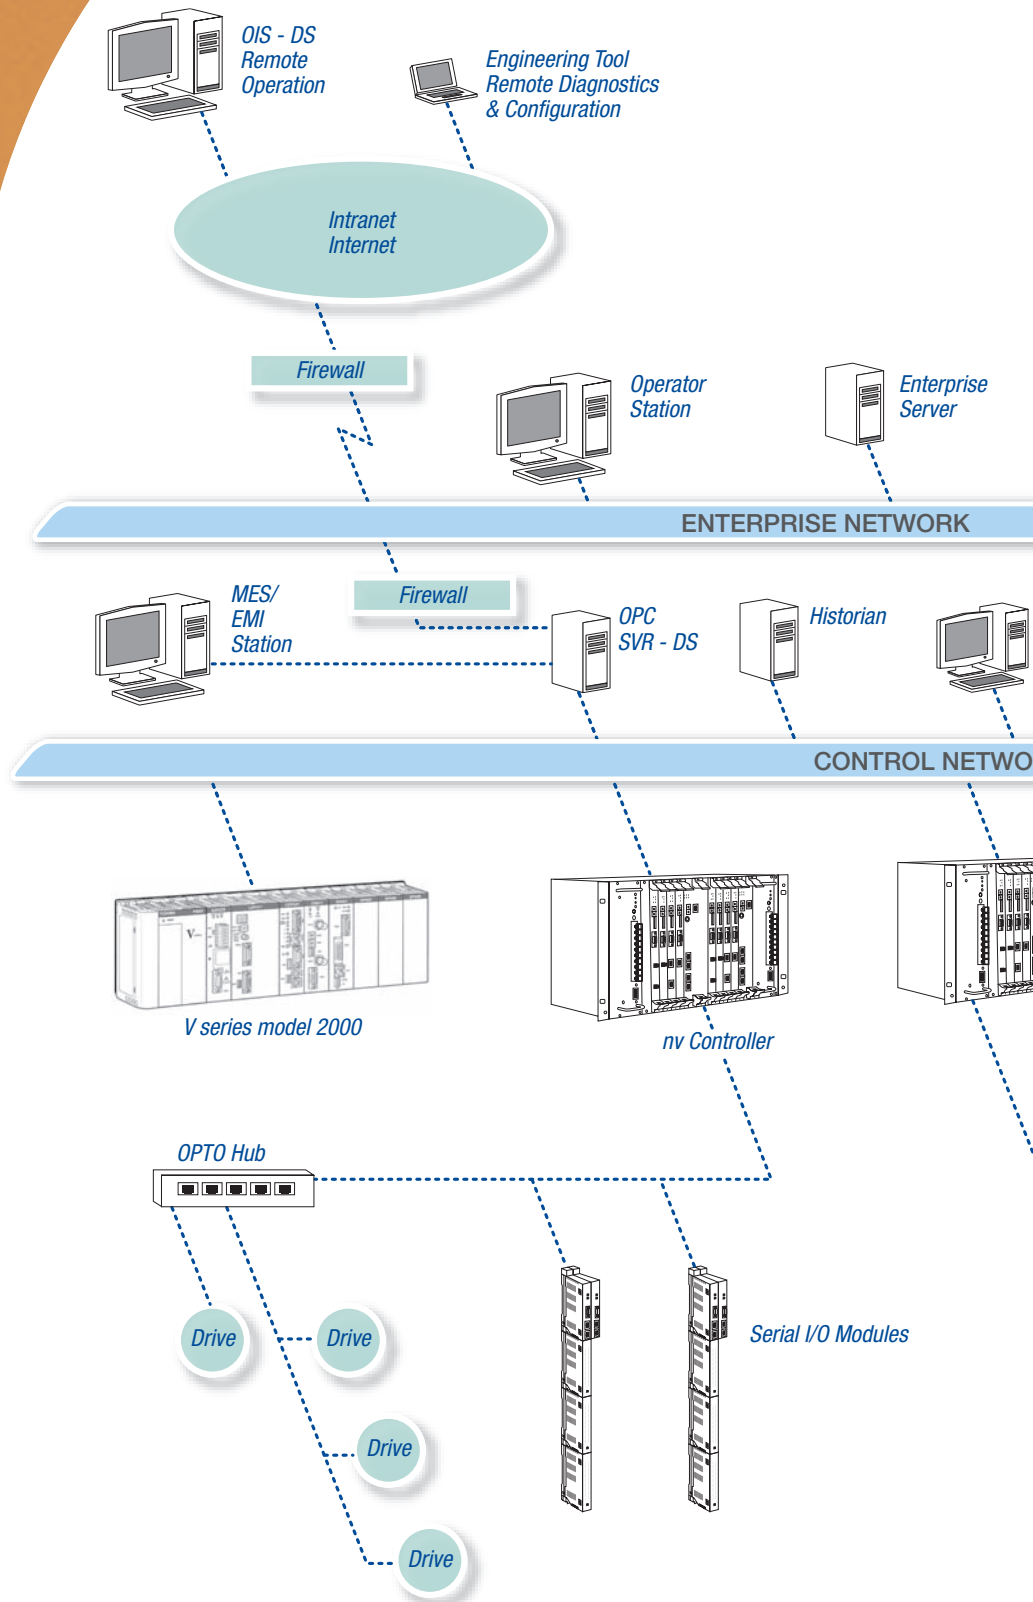 OIS - DS
Remote
Operation
Engineering Tool
Remote Diagnostics
& Configuration
Intranet
Internet
Firewall
Operator
Station
Enterprise
Server
ENTERPRISE NETWORK
MES/
EMI
Station
Firewall
OPC
SVR - DS
Historian
CONTROL NETWO
V series model 2000
nv Controller
OPTO Hub
Drive
Drive
Serial I/O Modules
Drive
Drive